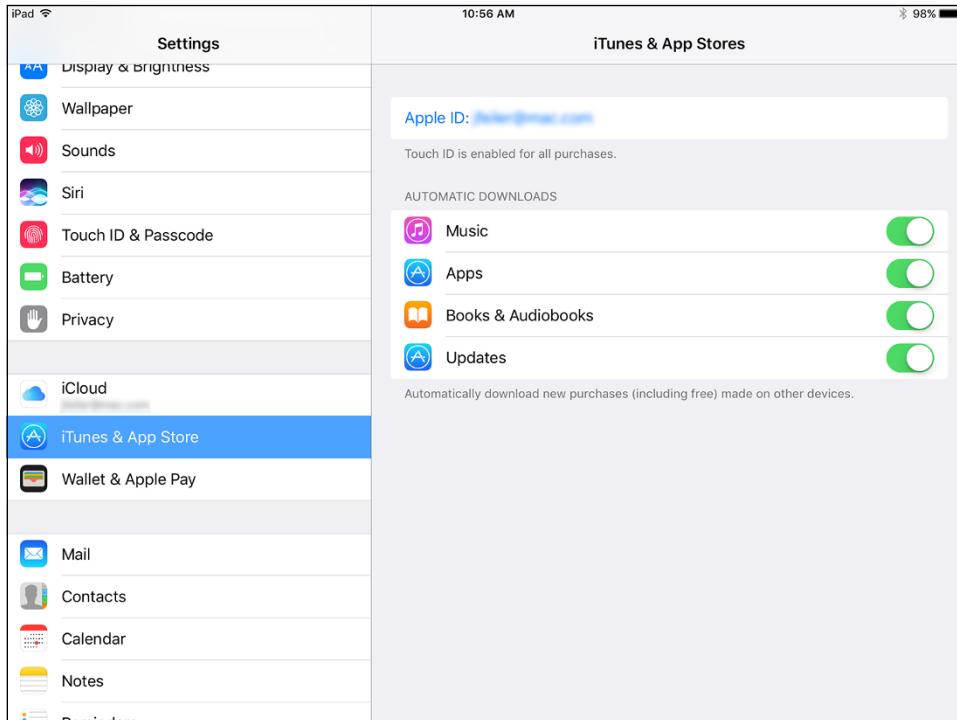 iPad
10:56 AM
98%
Settings
iTunes & App Stores
Display & Brightness
Wallpaper
Sounds
Siri
Touch ID & Passcode
Battery
Privacy
iCloud
iTunes & App Store
Wallet & Apple Pay
Mail
Contacts
Calendar
Notes
Reminders
Apple ID:
Touch ID is enabled for all purchases.
AUTOMATIC DOWNLOADS
Music
Apps
Books & Audiobooks
Updates
Automatically download new purchases (including free) made on other devices.